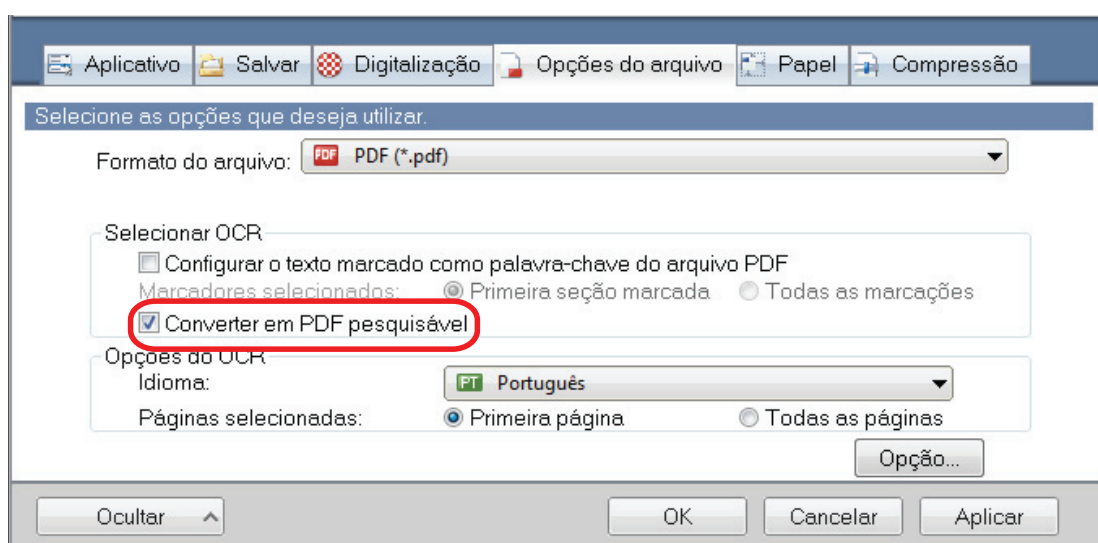 Aplicativo Salvar Digitalização Opções do arquivo Papel Compressão
Selecione as opções que deseja utilizar.
Formato do arquivo: PDF PDF (*.pdf)
Selecionar OCR
Configurar o texto marcado como palavra-chave do arquivo PDF
Marcadores selecionados: Primeira seção marcada Todas as marcações
Converter em PDF pesquisável
Opções do OCR
Idioma: PT Português
Páginas selecionadas: Primeira página Todas as páginas
Opção...
Ocultar OK Cancelar Aplicar